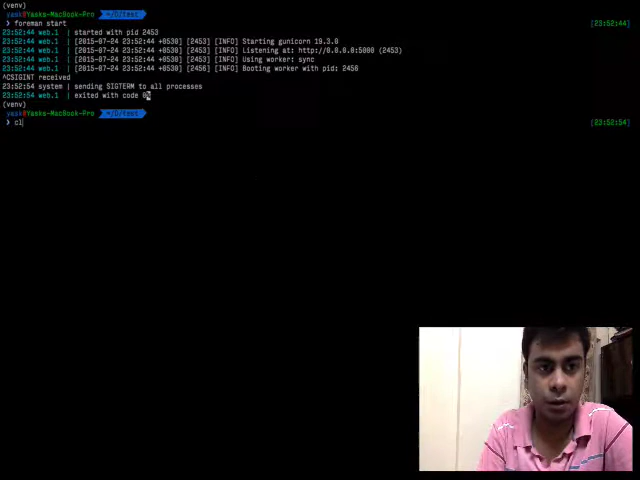 (venv)
yask@Yasks-MacBook-Pro ~/D/test
❯ foreman start [23:52:44]
23:52:44 web.1 | started with pid 2453
23:52:44 web.1 | [2015-07-24 23:52:44 +0530] [2453] [INFO] Starting gunicorn 19.3.0
23:52:44 web.1 | [2015-07-24 23:52:44 +0530] [2453] [INFO] Listening at: http://0.0.0.0:5000 (2453)
23:52:44 web.1 | [2015-07-24 23:52:44 +0530] [2453] [INFO] Using worker: sync
23:52:44 web.1 | [2015-07-24 23:52:44 +0530] [2456] [INFO] Booting worker with pid: 2456
^CSIGINT received
23:52:54 system | sending SIGTERM to all processes
23:52:54 web.1 | exited with code 0%
(venv)
yask@Yasks-MacBook-Pro ~/D/test
❯ cl [23:52:54]